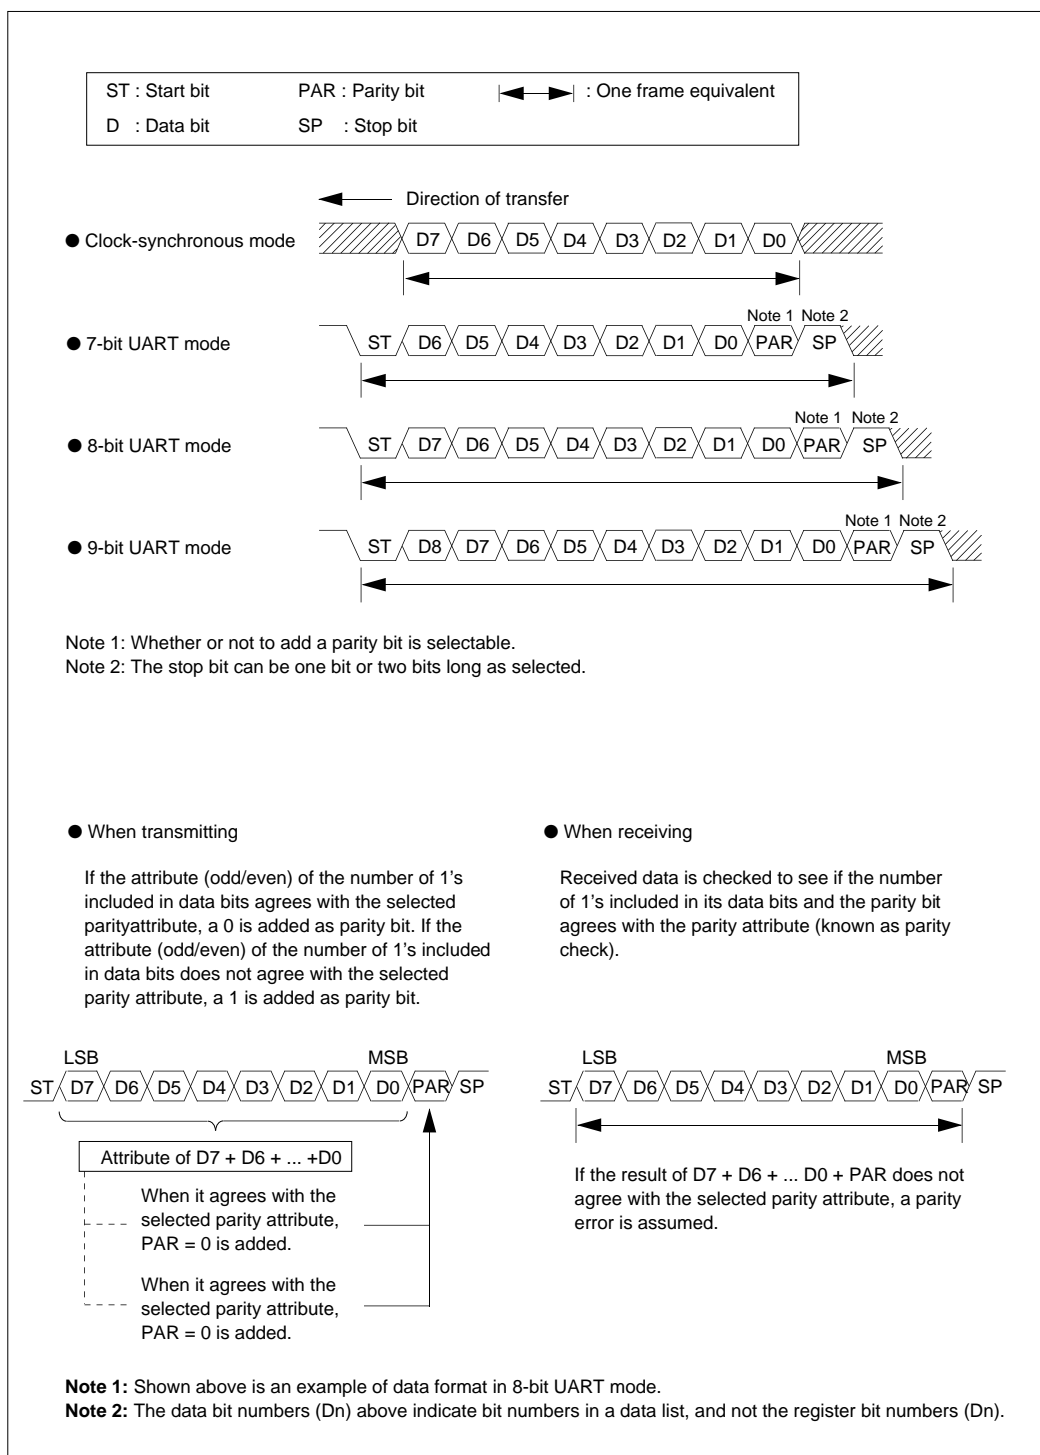 ST : Start bit PAR : Parity bit : One frame equivalent
D : Data bit SP : Stop bit
Direction of transfer
● Clock-synchronous mode D7 D6 D5 D4 D3 D2 D1 D0
Note 1 Note 2
● 7-bit UART mode ST D6 D5 D4 D3 D2 D1 D0 PAR SP
Note 1 Note 2
● 8-bit UART mode ST D7 D6 D5 D4 D3 D2 D1 D0 PAR SP
Note 1 Note 2
● 9-bit UART mode ST D8 D7 D6 D5 D4 D3 D2 D1 D0 PAR SP
Note 1: Whether or not to add a parity bit is selectable.
Note 2: The stop bit can be one bit or two bits long as selected.
● When transmitting
If the attribute (odd/even) of the number of 1's
included in data bits agrees with the selected
parityattribute, a 0 is added as parity bit. If the
attribute (odd/even) of the number of 1's included
in data bits does not agree with the selected
parity attribute, a 1 is added as parity bit.
LSB MSB
ST D7 D6 D5 D4 D3 D2 D1 D0 PAR SP
Attribute of D7 + D6 + ... +D0
When it agrees with the
selected parity attribute,
PAR = 0 is added.
When it agrees with the
selected parity attribute,
PAR = 0 is added.
● When receiving
Received data is checked to see if the number
of 1's included in its data bits and the parity bit
agrees with the parity attribute (known as parity
check).
LSB MSB
ST D7 D6 D5 D4 D3 D2 D1 D0 PAR SP
If the result of D7 + D6 + ... D0 + PAR does not
agree with the selected parity attribute, a parity
error is assumed.
Note 1: Shown above is an example of data format in 8-bit UART mode.
Note 2: The data bit numbers (Dn) above indicate bit numbers in a data list, and not the register bit numbers (Dn).